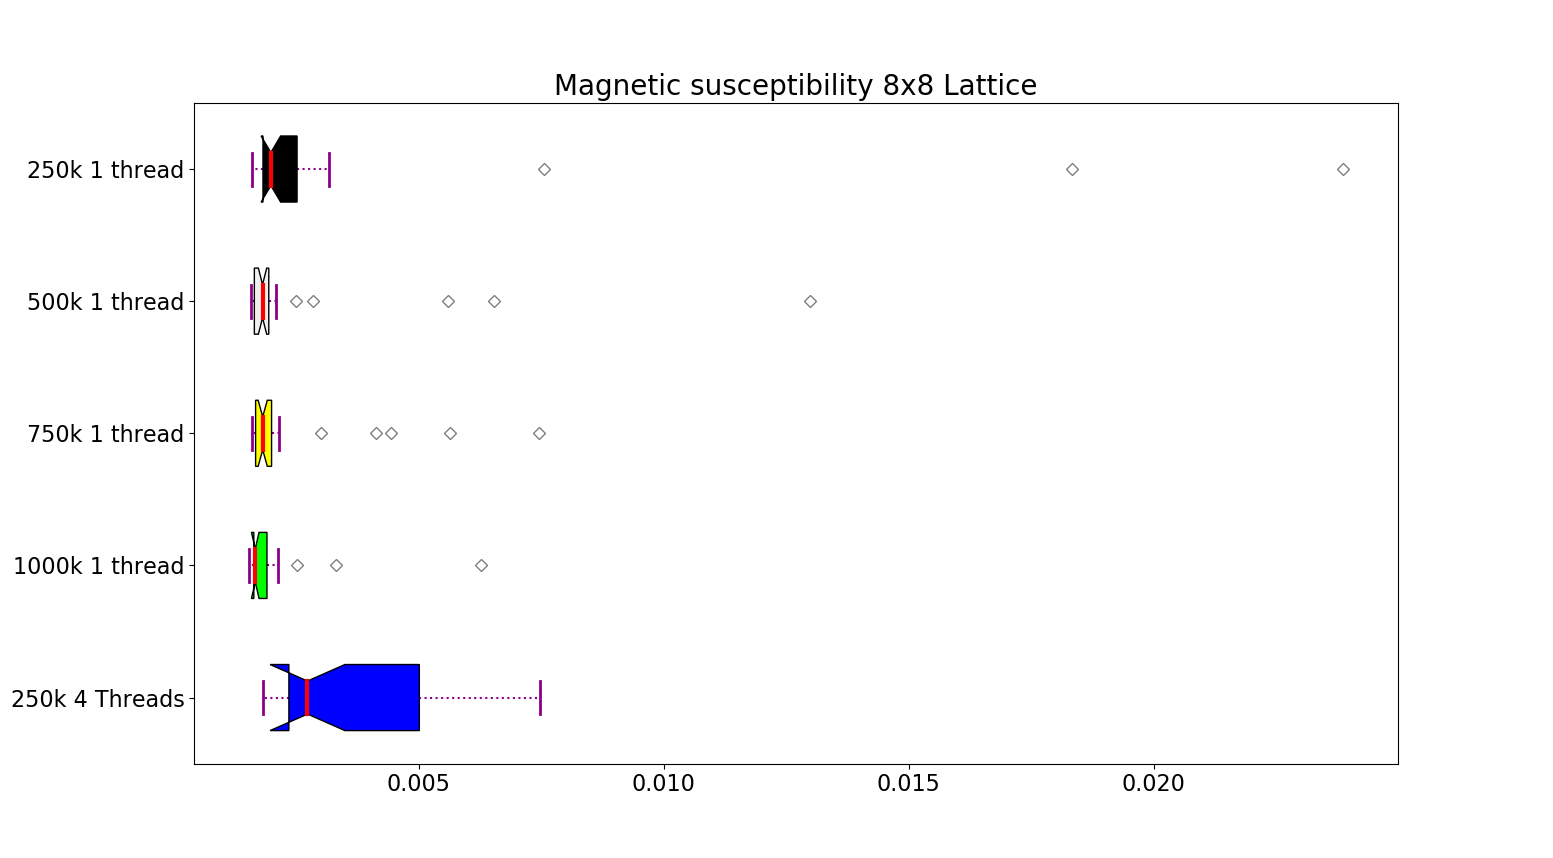 Magnetic susceptibility 8x8 Lattice
250k 1 thread
500k 1 thread
750k 1 thread
1000k 1 thread
250k 4 Threads
0.005 0.010 0.015 0.020